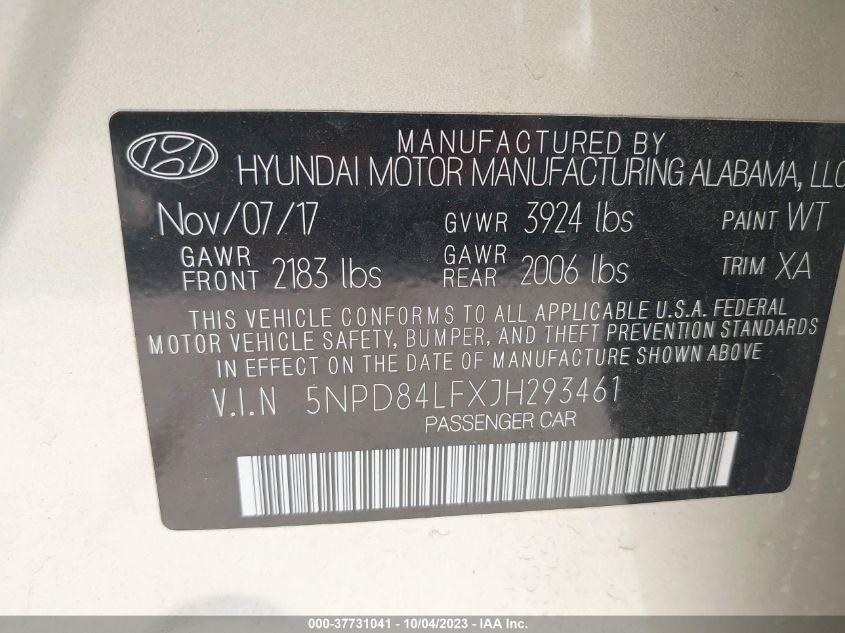 MANUFACTURED BY
HYUNDAI MOTOR MANUFACTURING ALABAMA, LLC
Nov/07/17 GVWR 3924 lbs PAINT WT
GAWR FRONT 2183 lbs GAWR REAR 2006 lbs TRIM XA
THIS VEHICLE CONFORMS TO ALL APPLICABLE U.S.A. FEDERAL
MOTOR VEHICLE SAFETY, BUMPER, AND THEFT PREVENTION STANDARDS
IN EFFECT ON THE DATE OF MANUFACTURE SHOWN ABOVE
V.I.N 5NPD84LFXJH293461
PASSENGER CAR
000-37731041 - 10/04/2023 - IAA Inc.